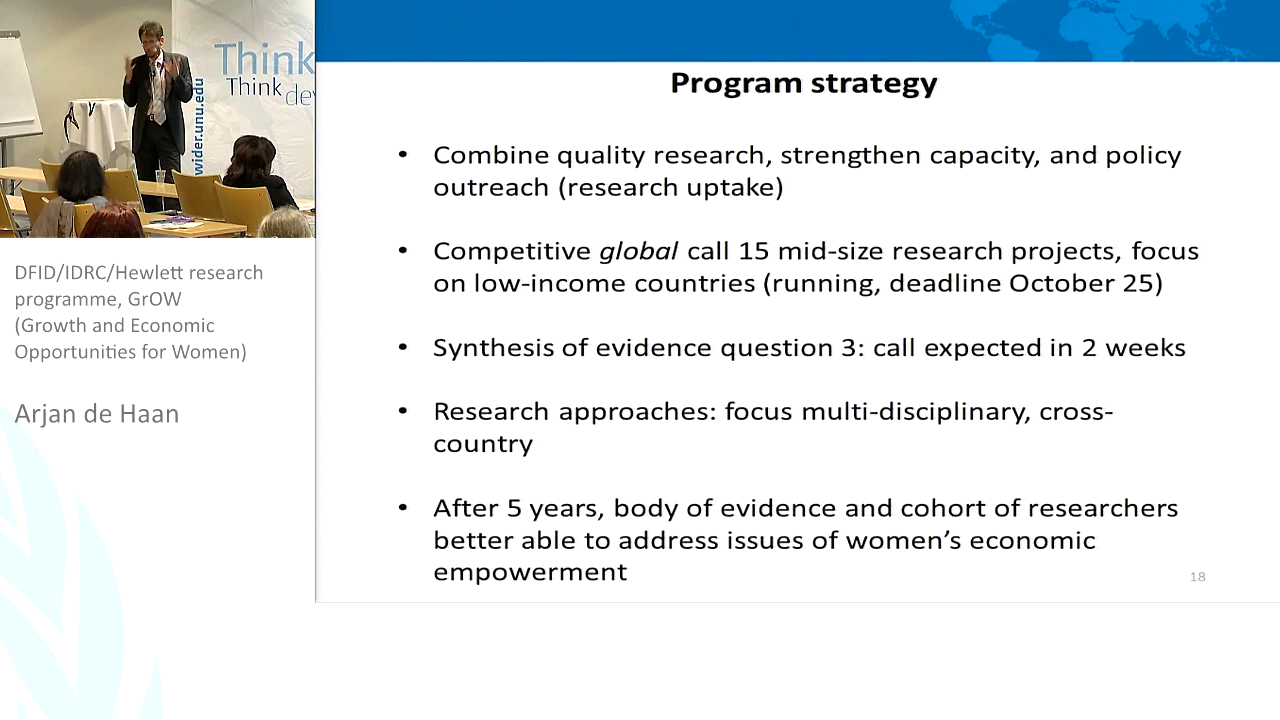 Think
Think
dev
wider.unu.edu
DFID/IDRC/Hewlett research
programme, GrOW
(Growth and Economic
Opportunities for Women)
Arjan de Haan
Program strategy
• Combine quality research, strengthen capacity, and policy
outreach (research uptake)
• Competitive global call 15 mid-size research projects, focus
on low-income countries (running, deadline October 25)
• Synthesis of evidence question 3: call expected in 2 weeks
• Research approaches: focus multi-disciplinary, cross-
country
• After 5 years, body of evidence and cohort of researchers
better able to address issues of women’s economic
empowerment
18